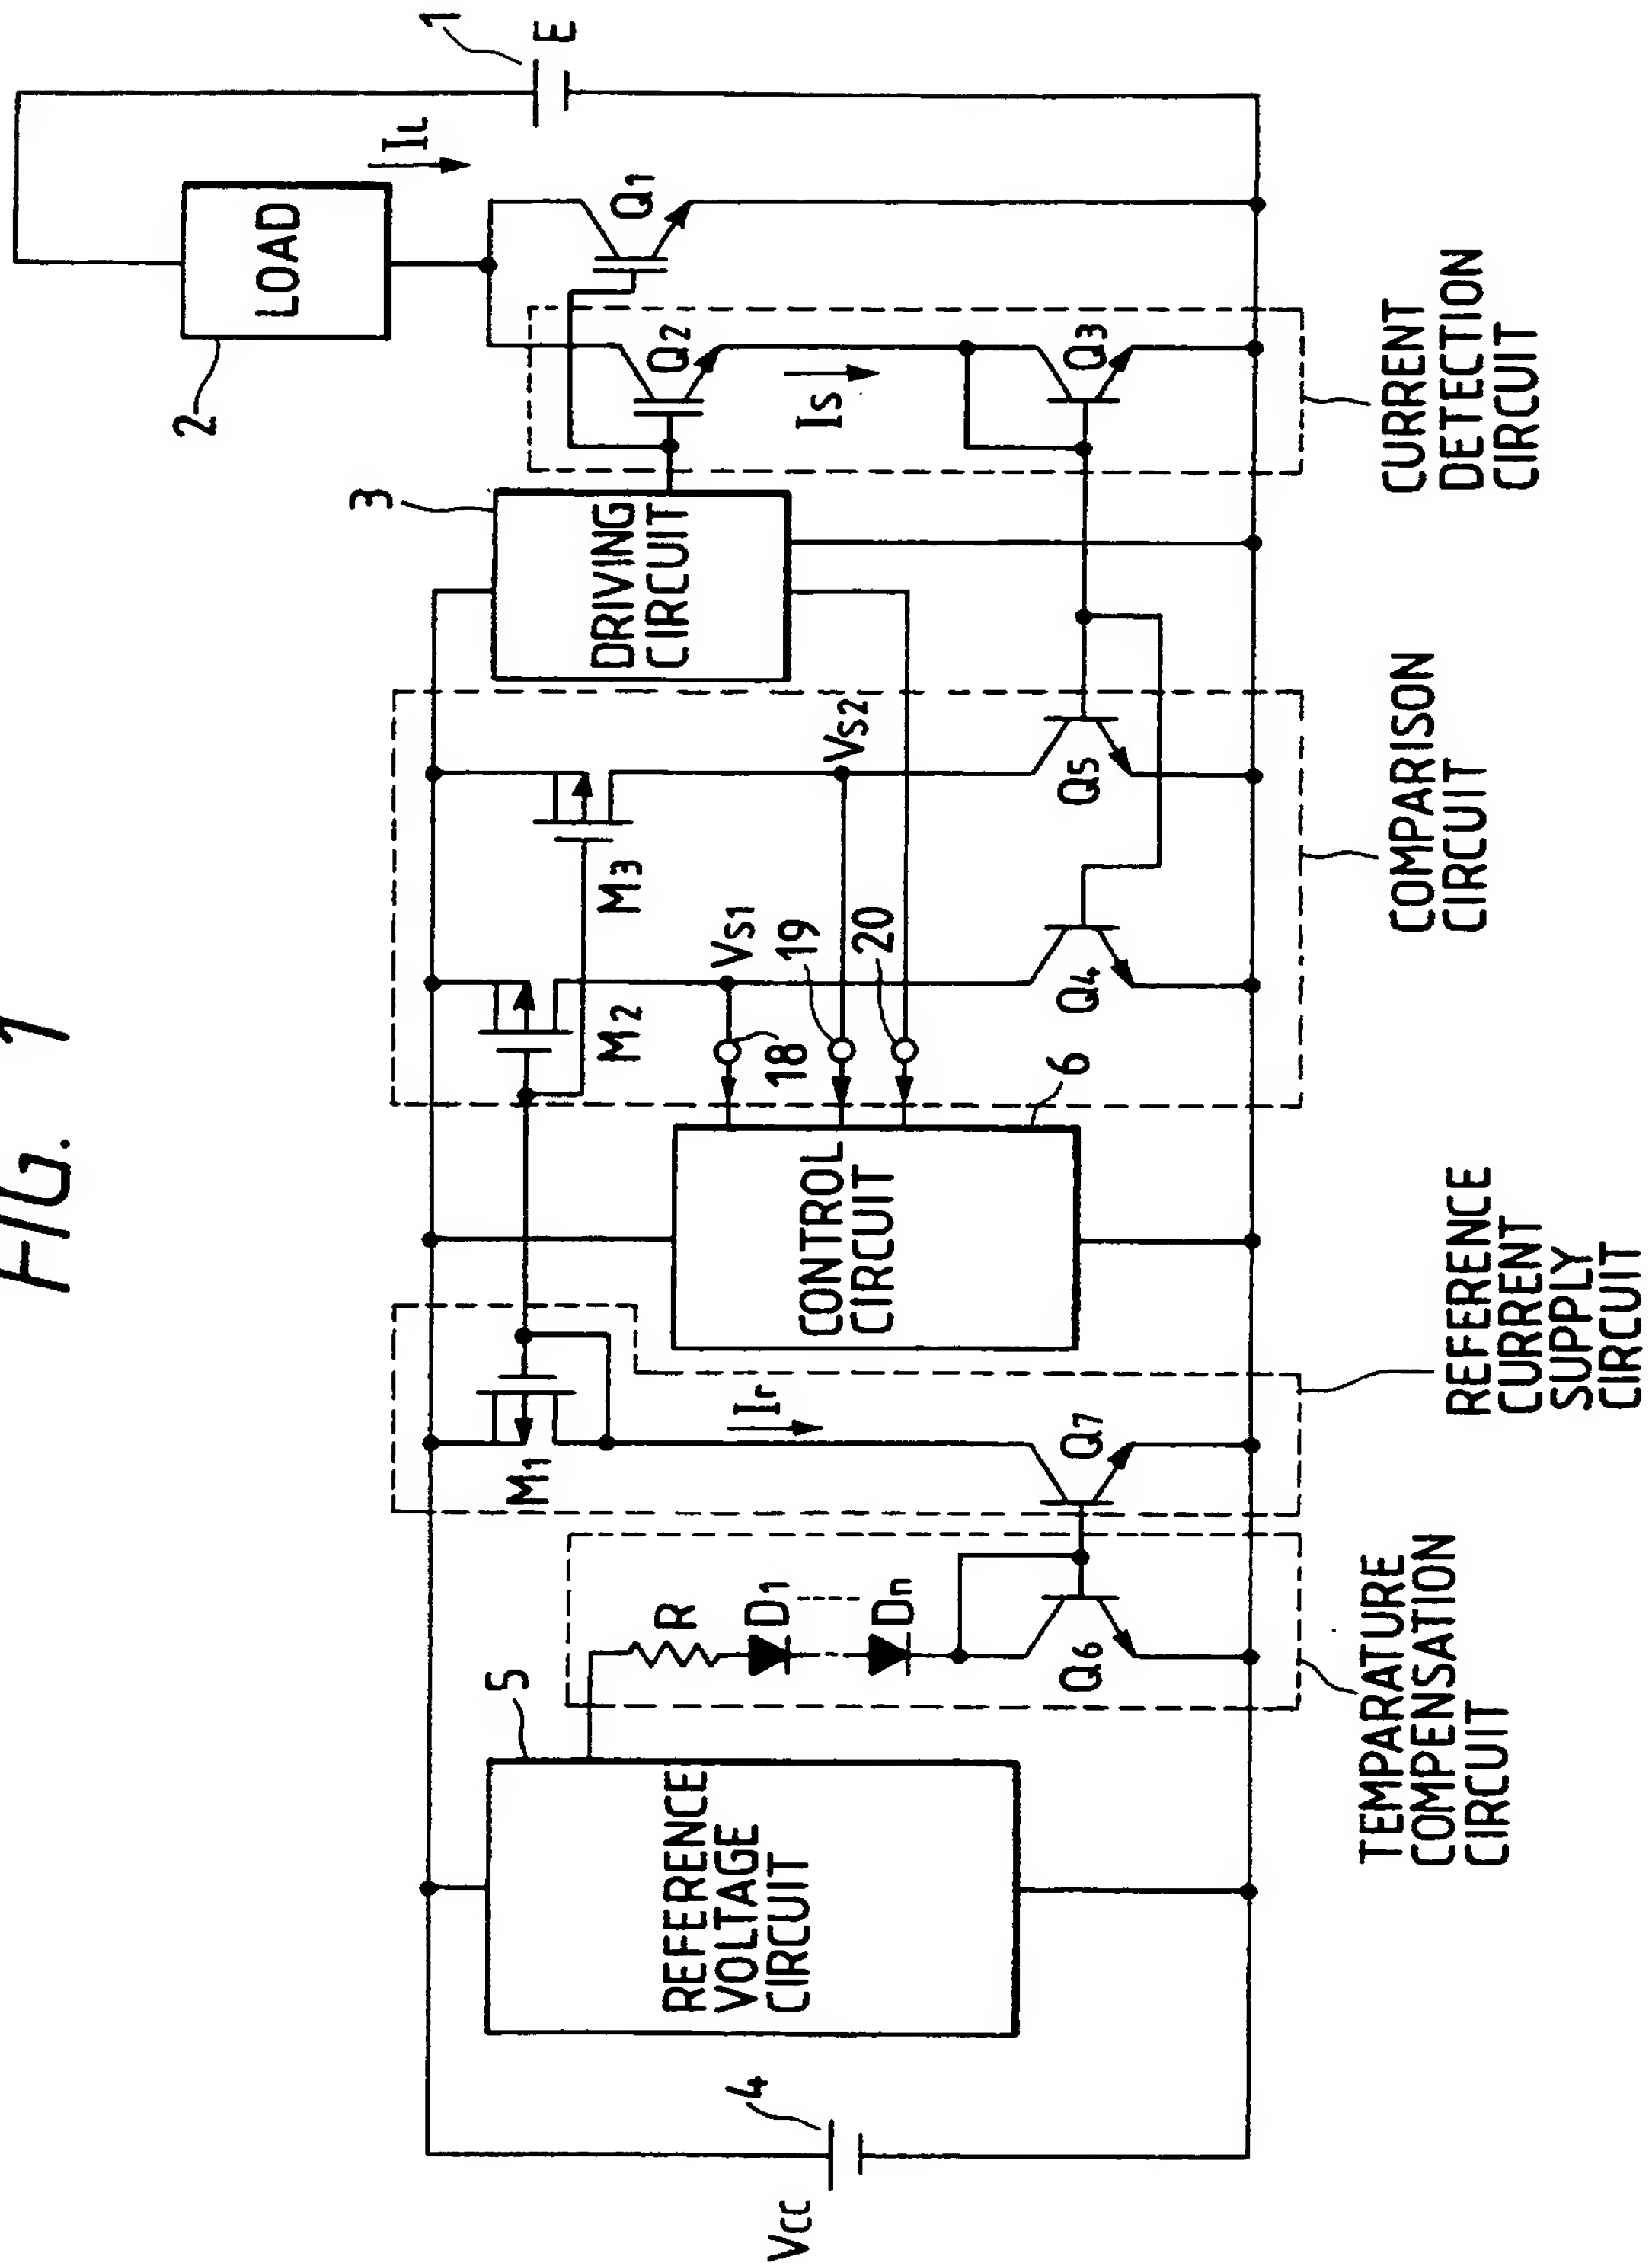 FIG. 1
1
E
IL
LOAD
2
Q1
Q2
IS
Q3
CURRENT
DETECTION
CIRCUIT
3
DRIVING
CIRCUIT
M3
VS2
Q5
M2
VS1
19
20
18
Q4
COMPARISON
CIRCUIT
6
CONTROL
CIRCUIT
M1
Ir
Q7
REFERENCE
CURRENT
SUPPLY
CIRCUIT
R
D1
Dn
Q6
TEMPARATURE
COMPENSATION
CIRCUIT
5
REFERENCE
VOLTAGE
CIRCUIT
4
VCC